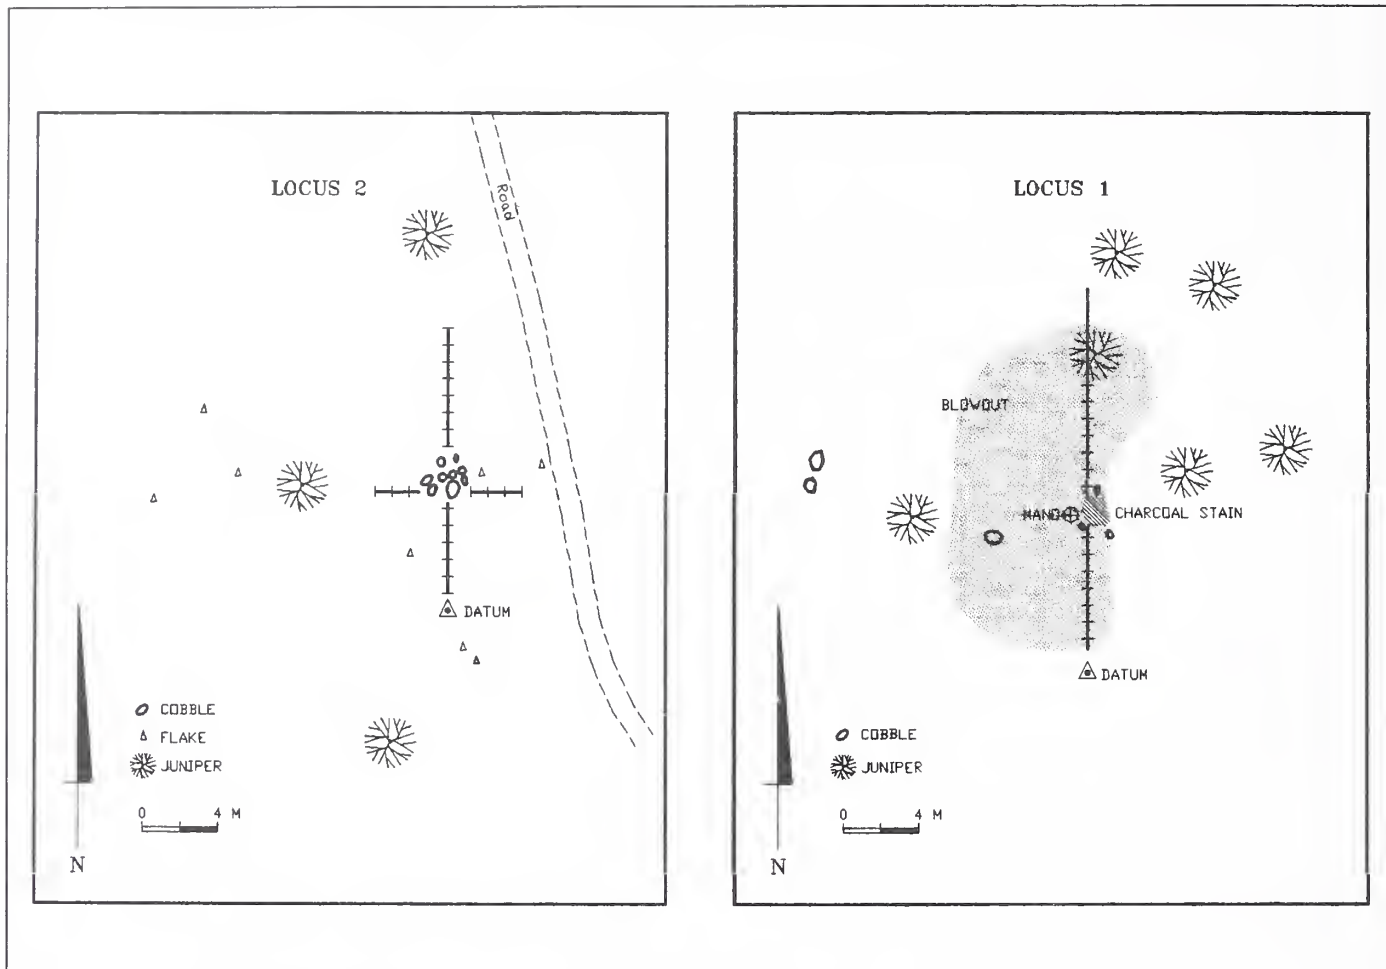 LOCUS 2
Road
DATUM
COBBLE
FLAKE
JUNIPER
0 4 M
N
LOCUS 1
BLOWOUT
MANO
CHARCOAL STAIN
DATUM
COBBLE
JUNIPER
0 4 M
N